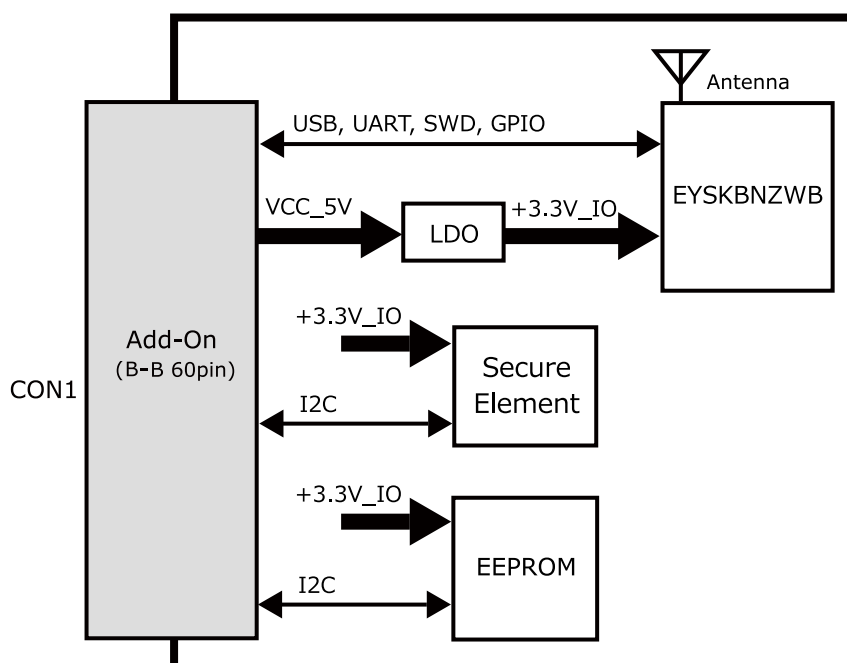 Antenna
USB, UART, SWD, GPIO
EYSKBNZWB
VCC_5V
LDO
+3.3V_IO
Add-On
(B-B 60pin)
CON1
+3.3V_IO
Secure
Element
I2C
+3.3V_IO
EEPROM
I2C